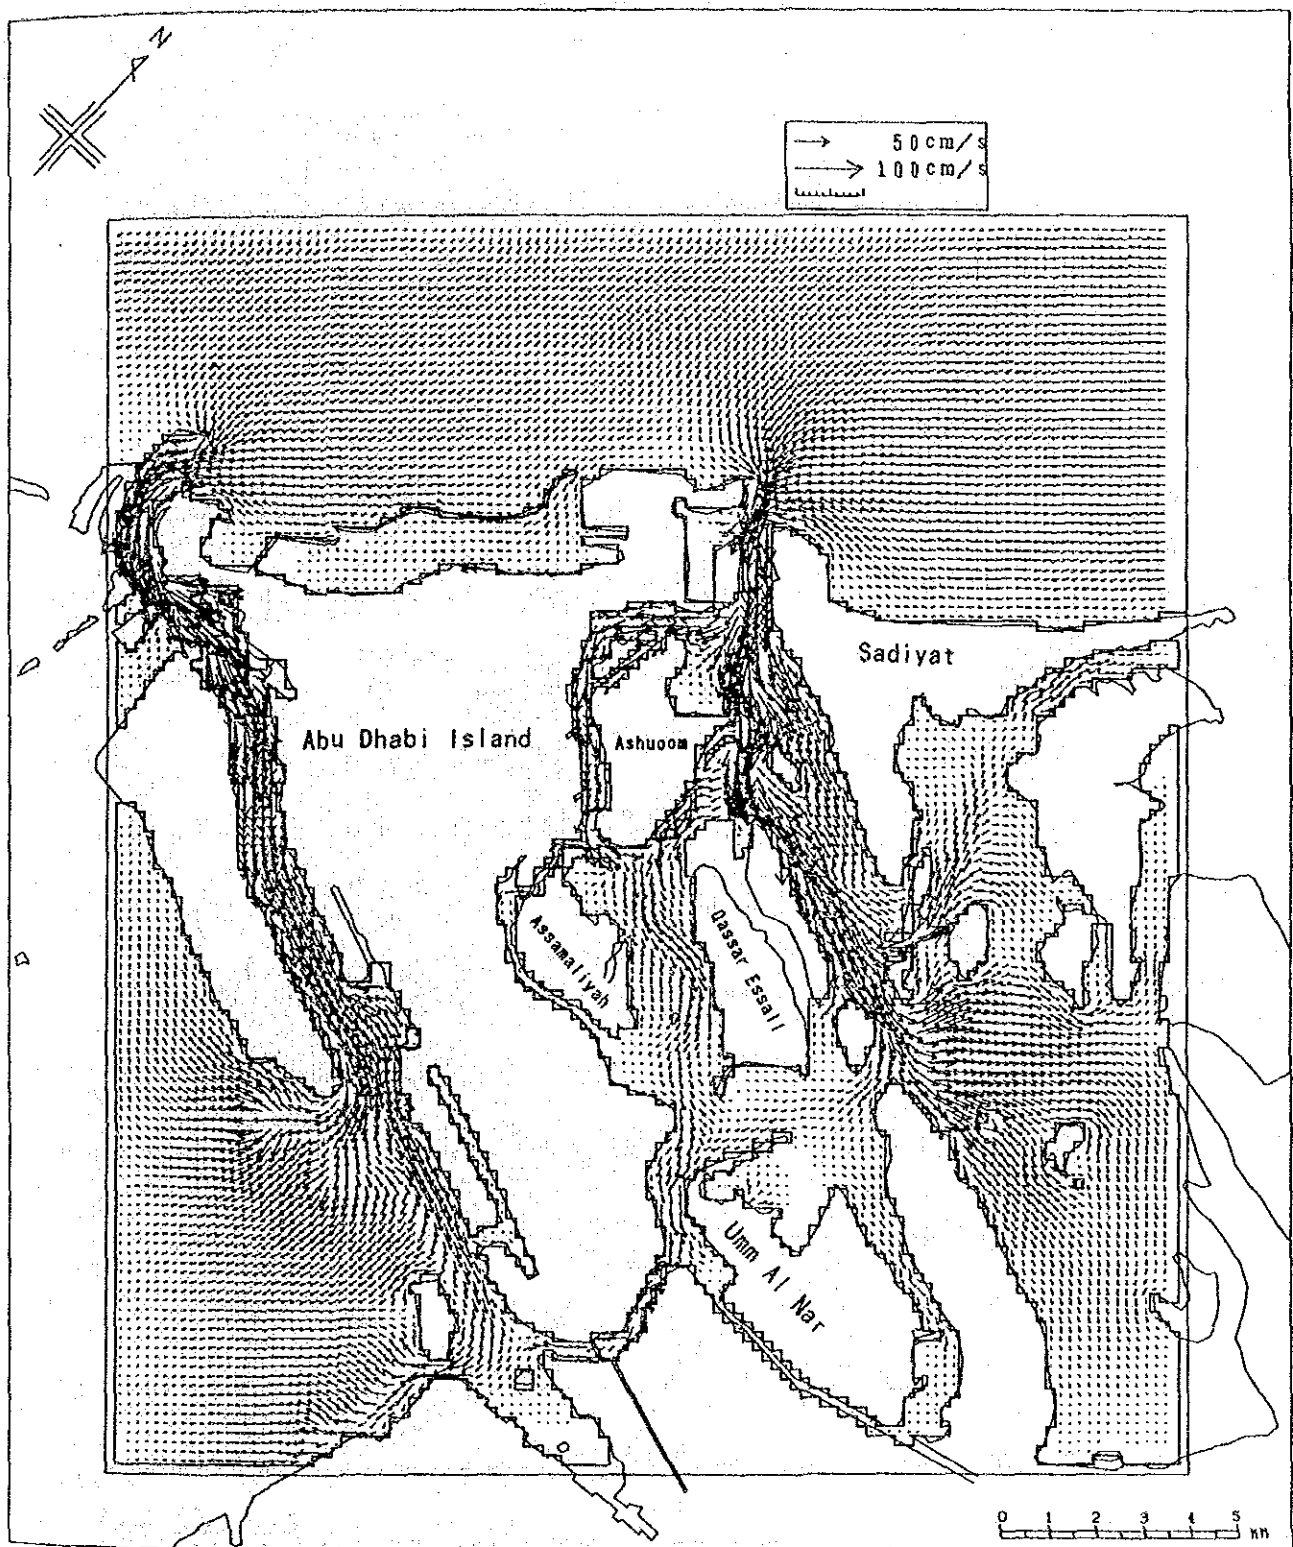 N
50cm/s
100cm/s
Sadiyat
Abu Dhabi Island
Ashuoom
Assamaliyah
Qassar Essali
Umm Al Nar
0 1 2 3 4 5 km